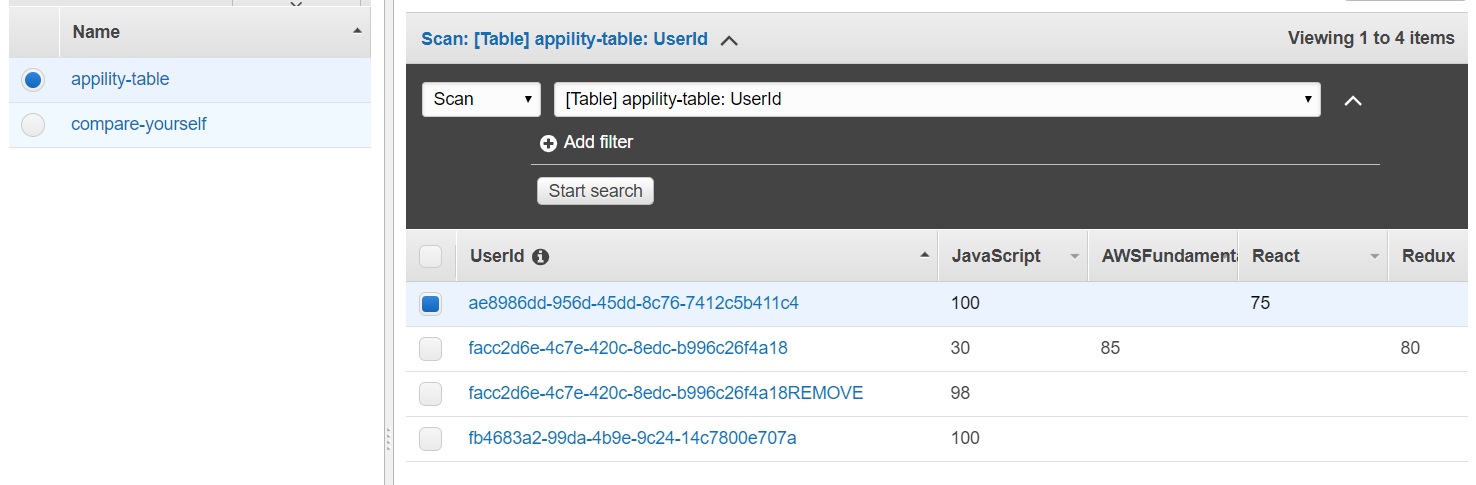 Name
appility-table
compare-yourself
Scan: [Table] appility-table: UserId
Viewing 1 to 4 items
Scan
[Table] appility-table: UserId
Add filter
Start search
UserId JavaScript AWSFundament React Redux
ae8986dd-956d-45dd-8c76-7412c5b411c4 100 75
facc2d6e-4c7e-420c-8edc-b996c26f4a18 30 85 80
facc2d6e-4c7e-420c-8edc-b996c26f4a18REMOVE 98
fb4683a2-99da-4b9e-9c24-14c7800e707a 100